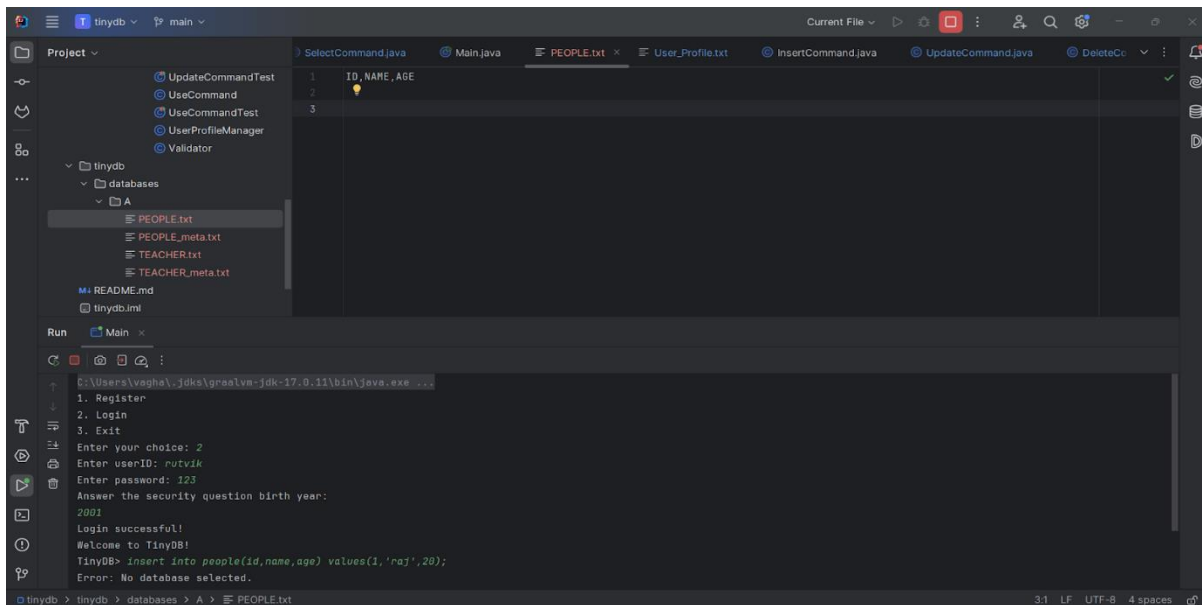 T tinydb main Current File
Project
SelectCommand.java Main.java PEOPLE.txt User_Profile.txt InsertCommand.java UpdateCommand.java DeleteCo
UpdateCommandTest
UseCommand
UseCommandTest
UserProfileManager
Validator
tinydb
databases
A
PEOPLE.txt
PEOPLE_meta.txt
TEACHER.txt
TEACHER_meta.txt
M↓ README.md
tinydb.iml
1 ID,NAME,AGE
2
3
Run Main
C:\Users\vagha\.jdks\graalvm-jdk-17.0.11\bin\java.exe ...
1. Register
2. Login
3. Exit
Enter your choice: 2
Enter userID: rutvik
Enter password: 123
Answer the security question birth year:
2001
Login successful!
Welcome to TinyDB!
TinyDB> insert into people(id,name,age) values(1,'raj',20);
Error: No database selected.
tinydb > tinydb > databases > A > PEOPLE.txt 3:1 LF UTF-8 4 spaces